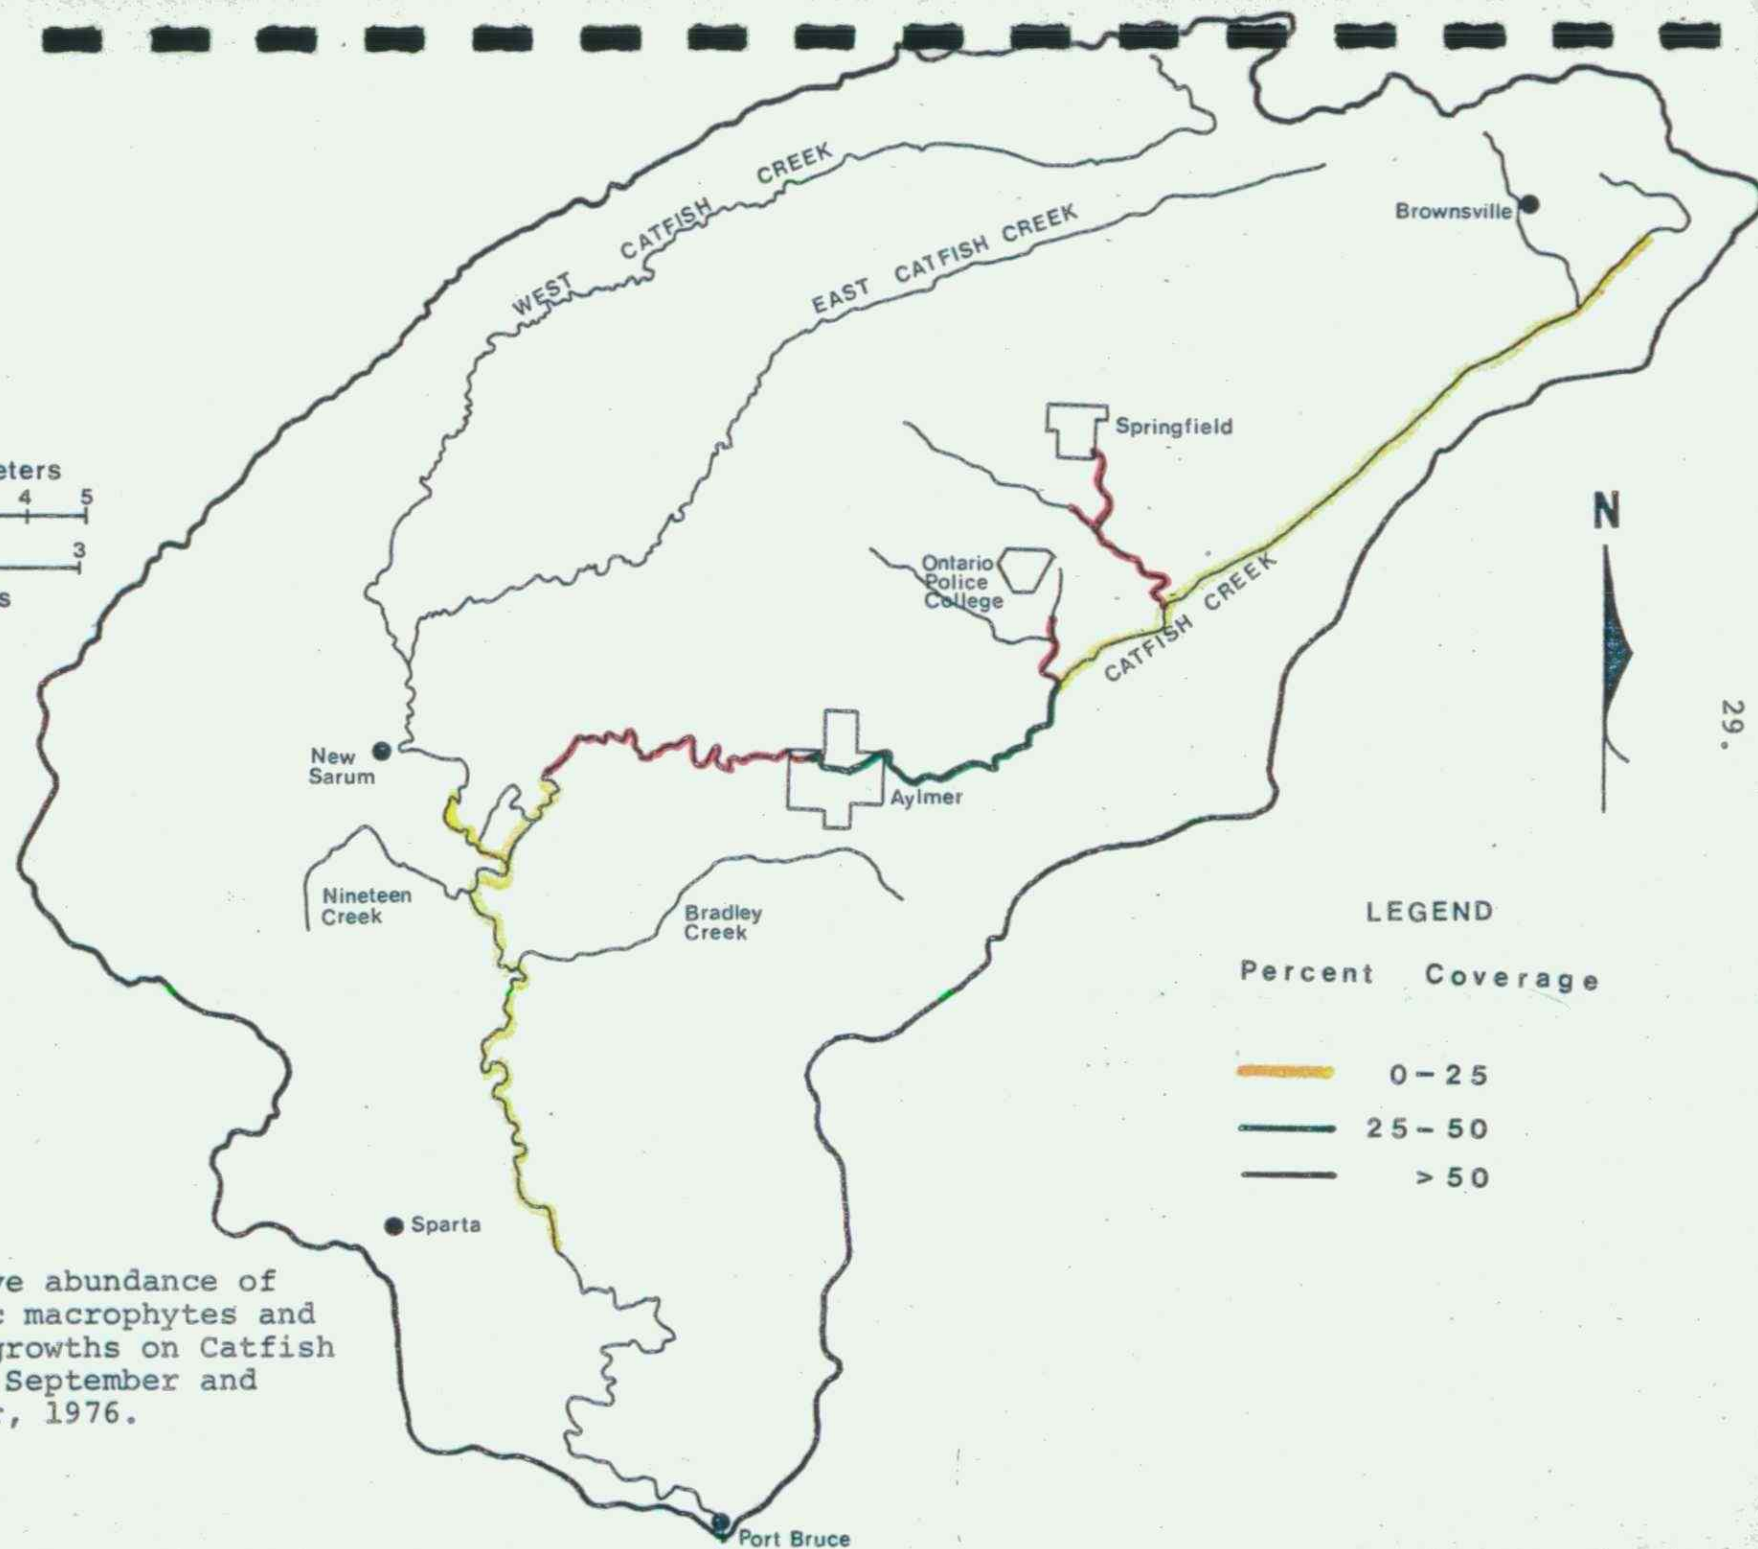 WEST CATFISH CREEK
EAST CATFISH CREEK
Brownsville
Springfield
4 5
3
N
Ontario
Police
College
CATFISH CREEK
29.
New
Sarum
Aylmer
Nineteen
Creek
Bradley
Creek
LEGEND
Percent Coverage
0-25
25-50
>50
Sparta
abundance of
macrophytes and
on Catfish
September and
, 1976.
Port Bruce